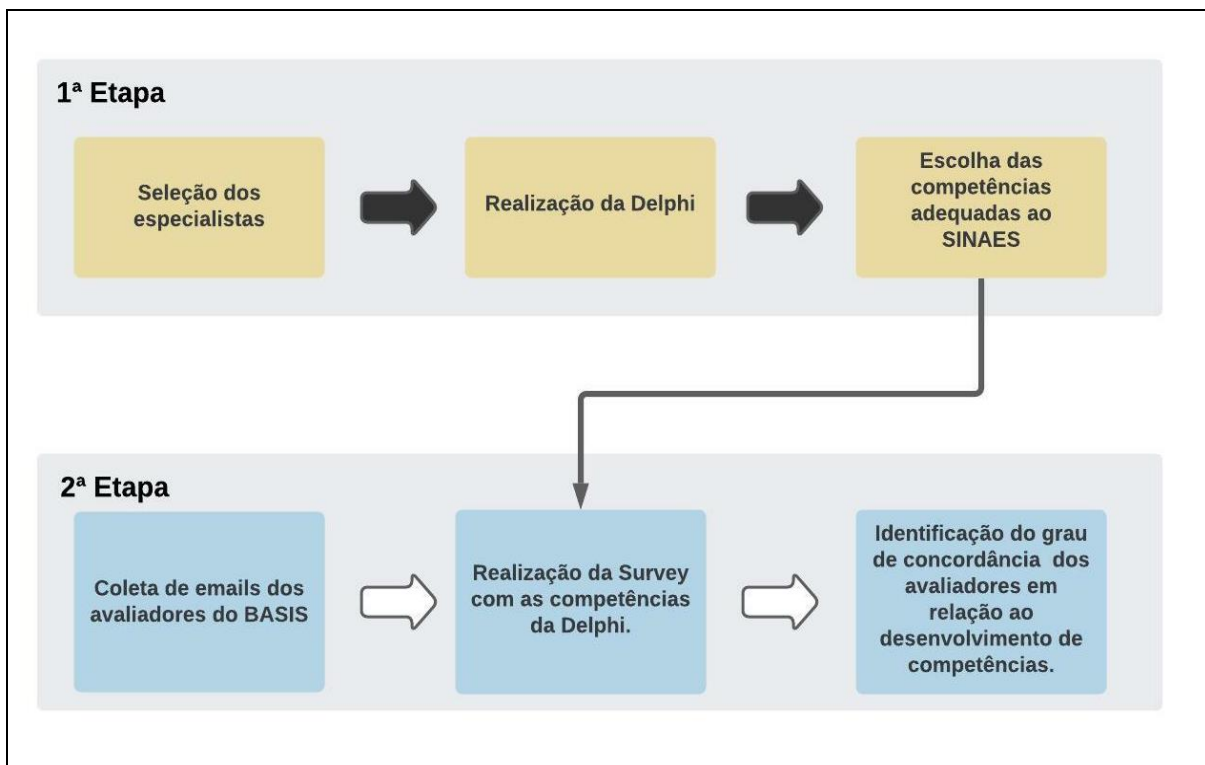 1ª Etapa
Seleção dos
especialistas
Realização da Delphi
Escolha das
competências
adequadas ao
SINAES
2ª Etapa
Coleta de emails dos
avaliadores do BASIS
Realização da Survey
com as competências
da Delphi.
Identificação do grau
de concordância dos
avaliadores em
relação ao
desenvolvimento de
competências.